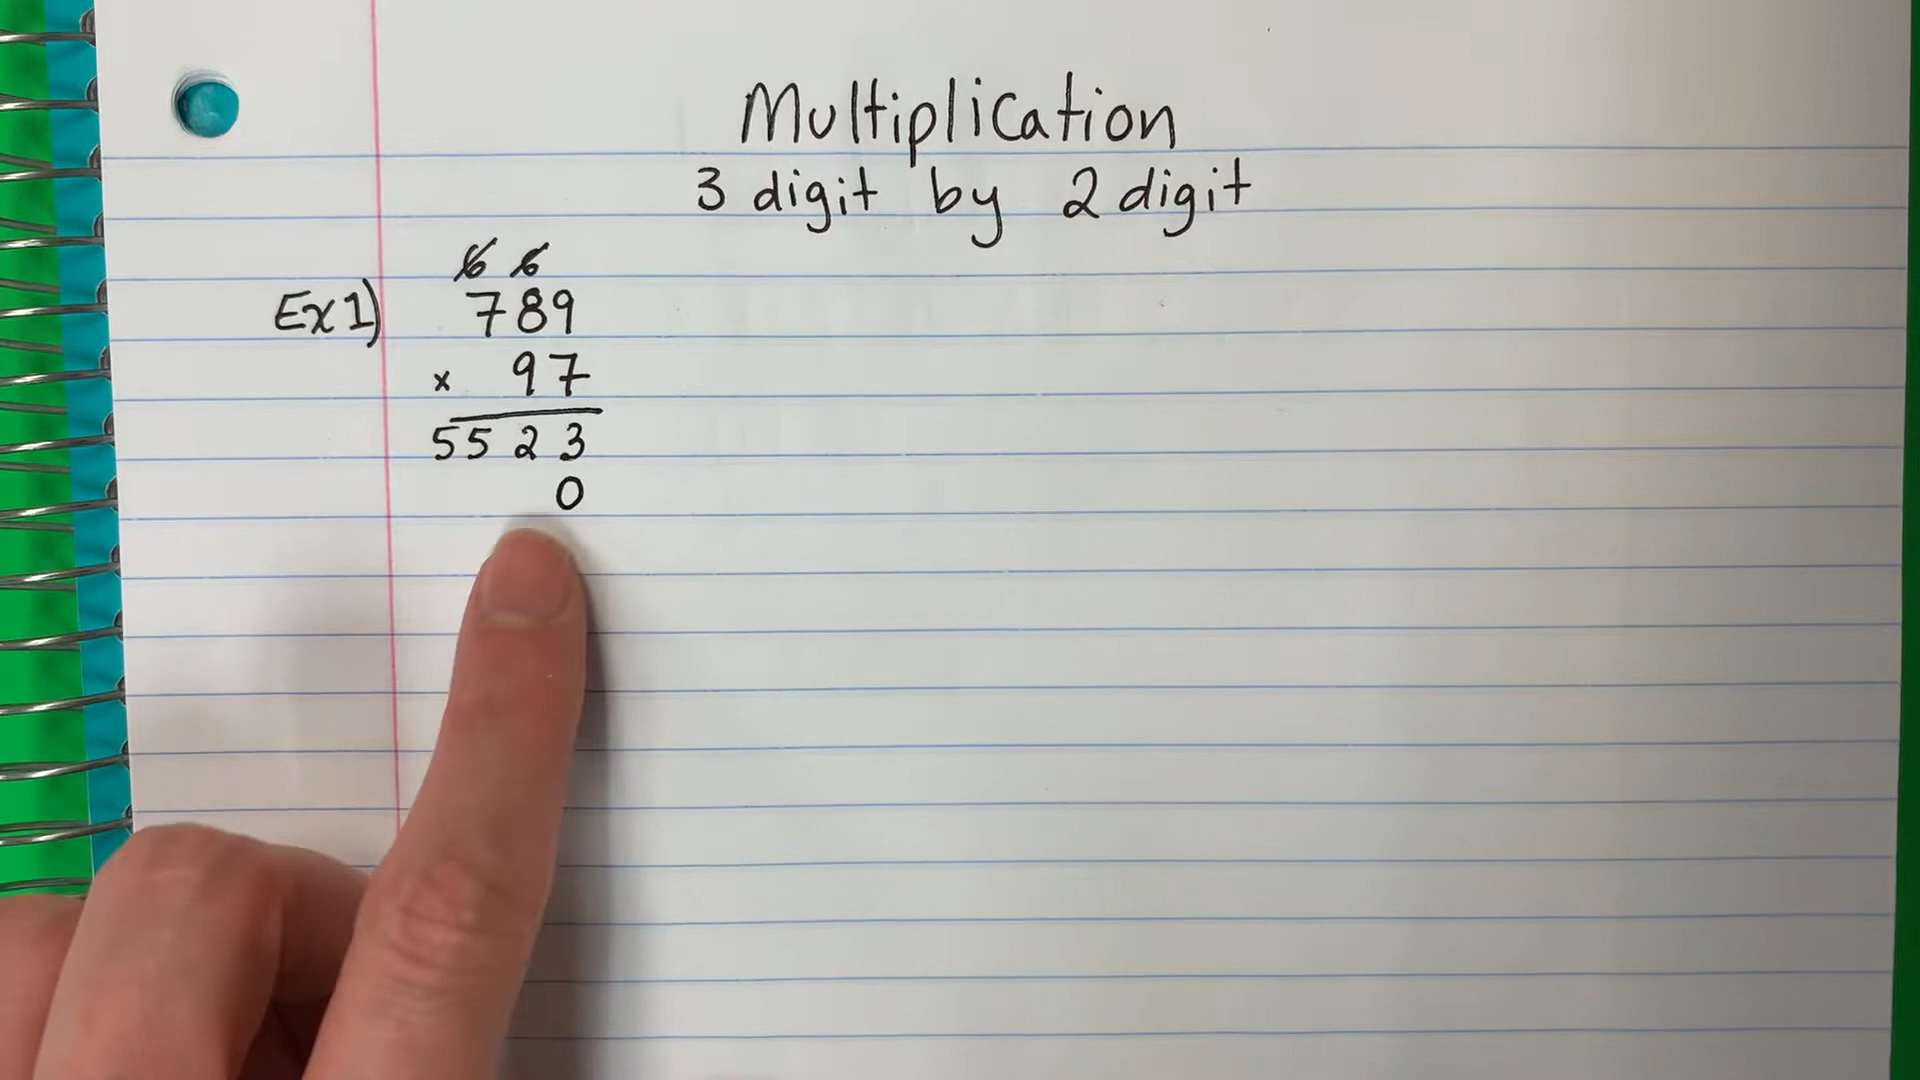 Multiplication
3 digit by 2 digit
6 6
Ex1) 789
x 97
5523
0